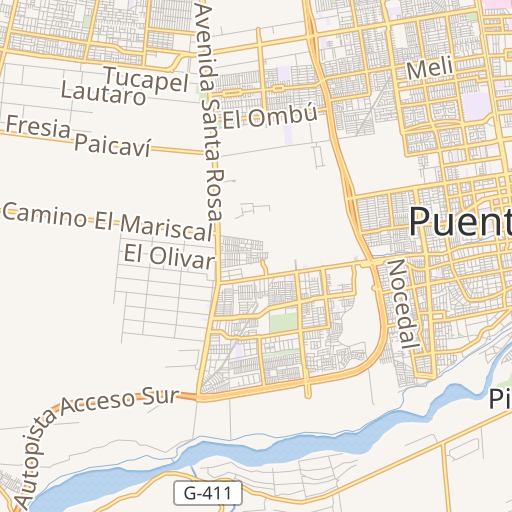 Avenida Santa Rosa
Meli
Tucapel
Lautaro
El Ombú
Fresia
Paicaví
Camino El Mariscal
Puent
El Olivar
Nocedal
Autopista Acceso Sur
Pi
G-411